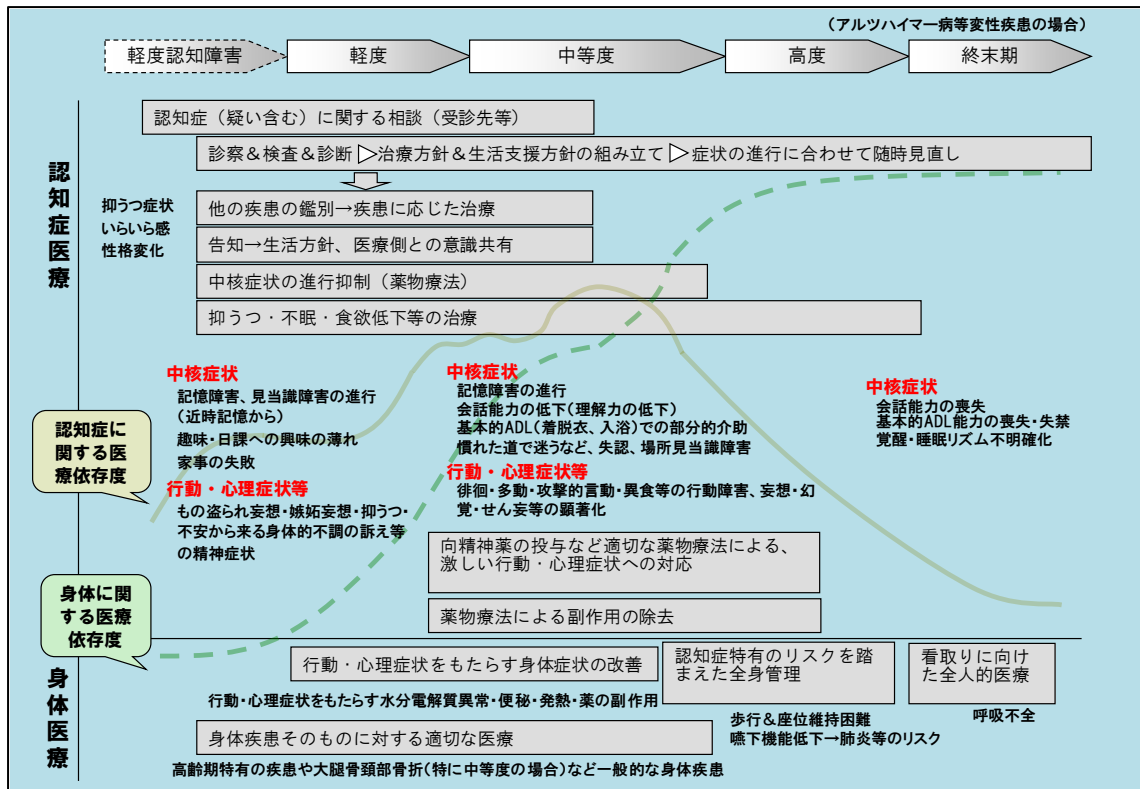 (アルツハイマー病等変性疾患の場合)
軽度認知障害
軽度
中等度
高度
終末期
認知症医療
認知症(疑い含む)に関する相談(受診先等)
診察&検査&診断▷治療方針&生活支援方針の組み立て▷症状の進行に合わせて随時見直し
抑うつ症状
いらいら感
性格変化
他の疾患の鑑別→疾患に応じた治療
告知→生活方針、医療側との意識共有
中核症状の進行抑制(薬物療法)
抑うつ・不眠・食欲低下等の治療
中核症状
記憶障害、見当識障害の進行
(近時記憶から)
趣味・日課への興味の薄れ
家事の失敗
行動・心理症状等
もの盗られ妄想・嫉妬妄想・抑うつ・
不安から来る身体的不調の訴え等
の精神症状
中核症状
記憶障害の進行
会話能力の低下(理解力の低下)
基本的ADL(着脱衣、入浴)での部分的介助
慣れた道で迷うなど、失認、場所見当識障害
行動・心理症状等
徘徊・多動・攻撃的言動・異食等の行動障害、妄想・幻
覚・せん妄等の顕著化
中核症状
会話能力の喪失
基本的ADL能力の喪失・失禁
覚醒・睡眠リズム不明確化
認知症に
関する医
療依存度
向精神薬の投与など適切な薬物療法による、
激しい行動・心理症状への対応
薬物療法による副作用の除去
身体に関
する医療
依存度
身体医療
行動・心理症状をもたらす身体症状の改善
行動・心理症状をもたらす水分電解質異常・便秘・発熱・薬の副作用
認知症特有のリスクを踏
まえた全身管理
歩行&座位維持困難
嚥下機能低下→肺炎等のリスク
看取りに向け
た全人的医療
呼吸不全
身体疾患そのものに対する適切な医療
高齢期特有の疾患や大腿骨頚部骨折(特に中等度の場合)など一般的な身体疾患